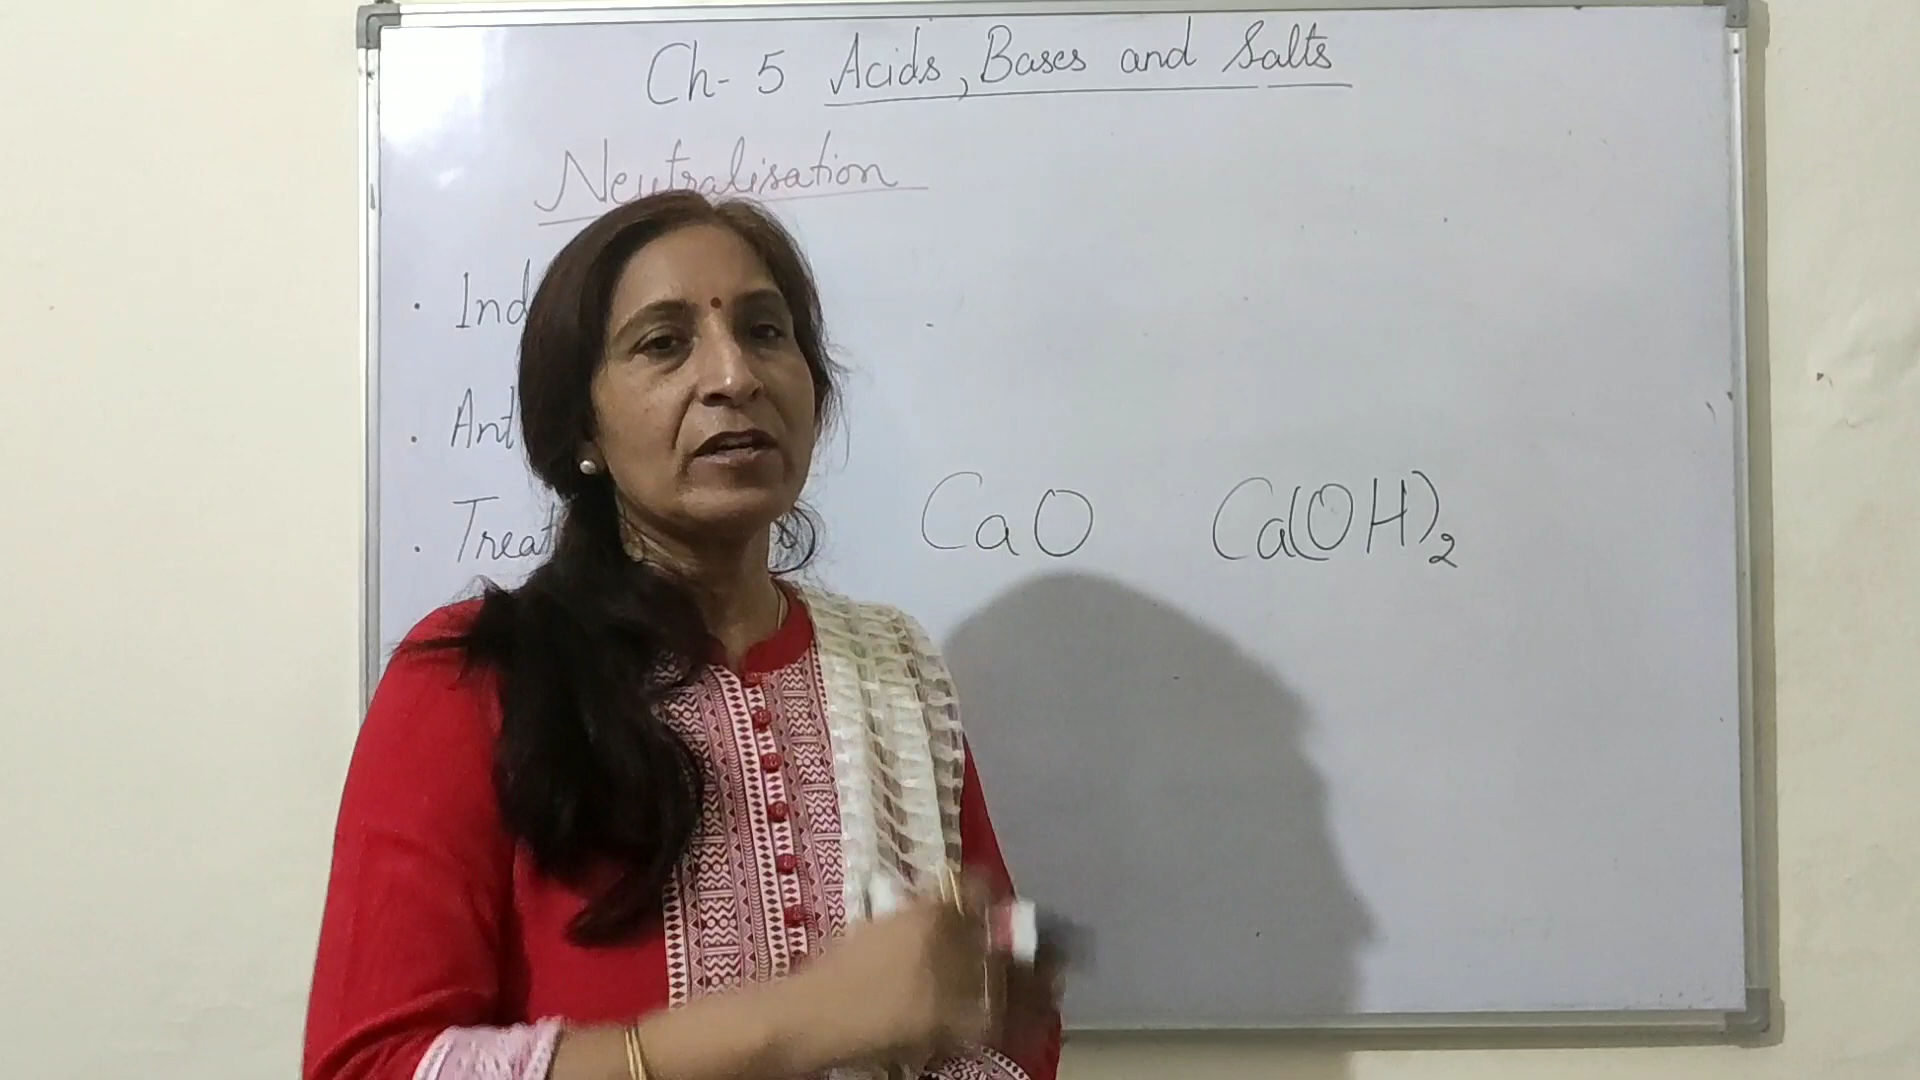 Ch- 5 Acids, Bases and Salts
Neutralisation
· Ind
· Ant
· Treat CaO Ca(OH)₂